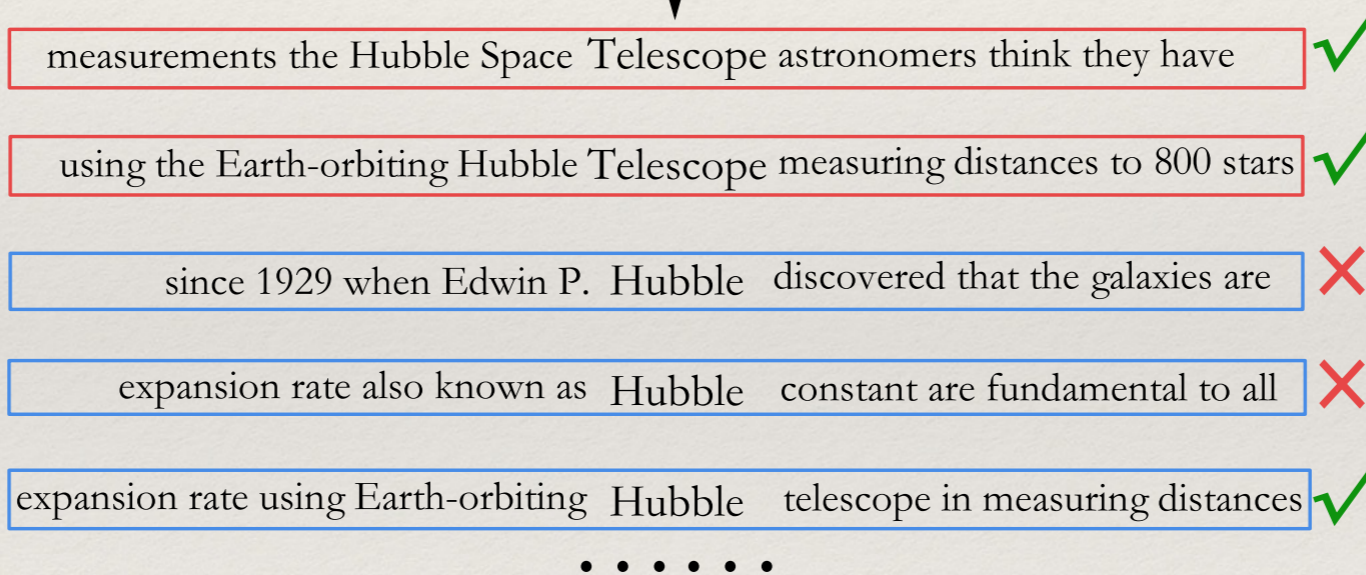 measurements the Hubble Space Telescope astronomers think they have
using the Earth-orbiting Hubble Telescope measuring distances to 800 stars
since 1929 when Edwin P. Hubble discovered that the galaxies are
expansion rate also known as Hubble constant are fundamental to all
expansion rate using Earth-orbiting Hubble telescope in measuring distances
• • • • • •